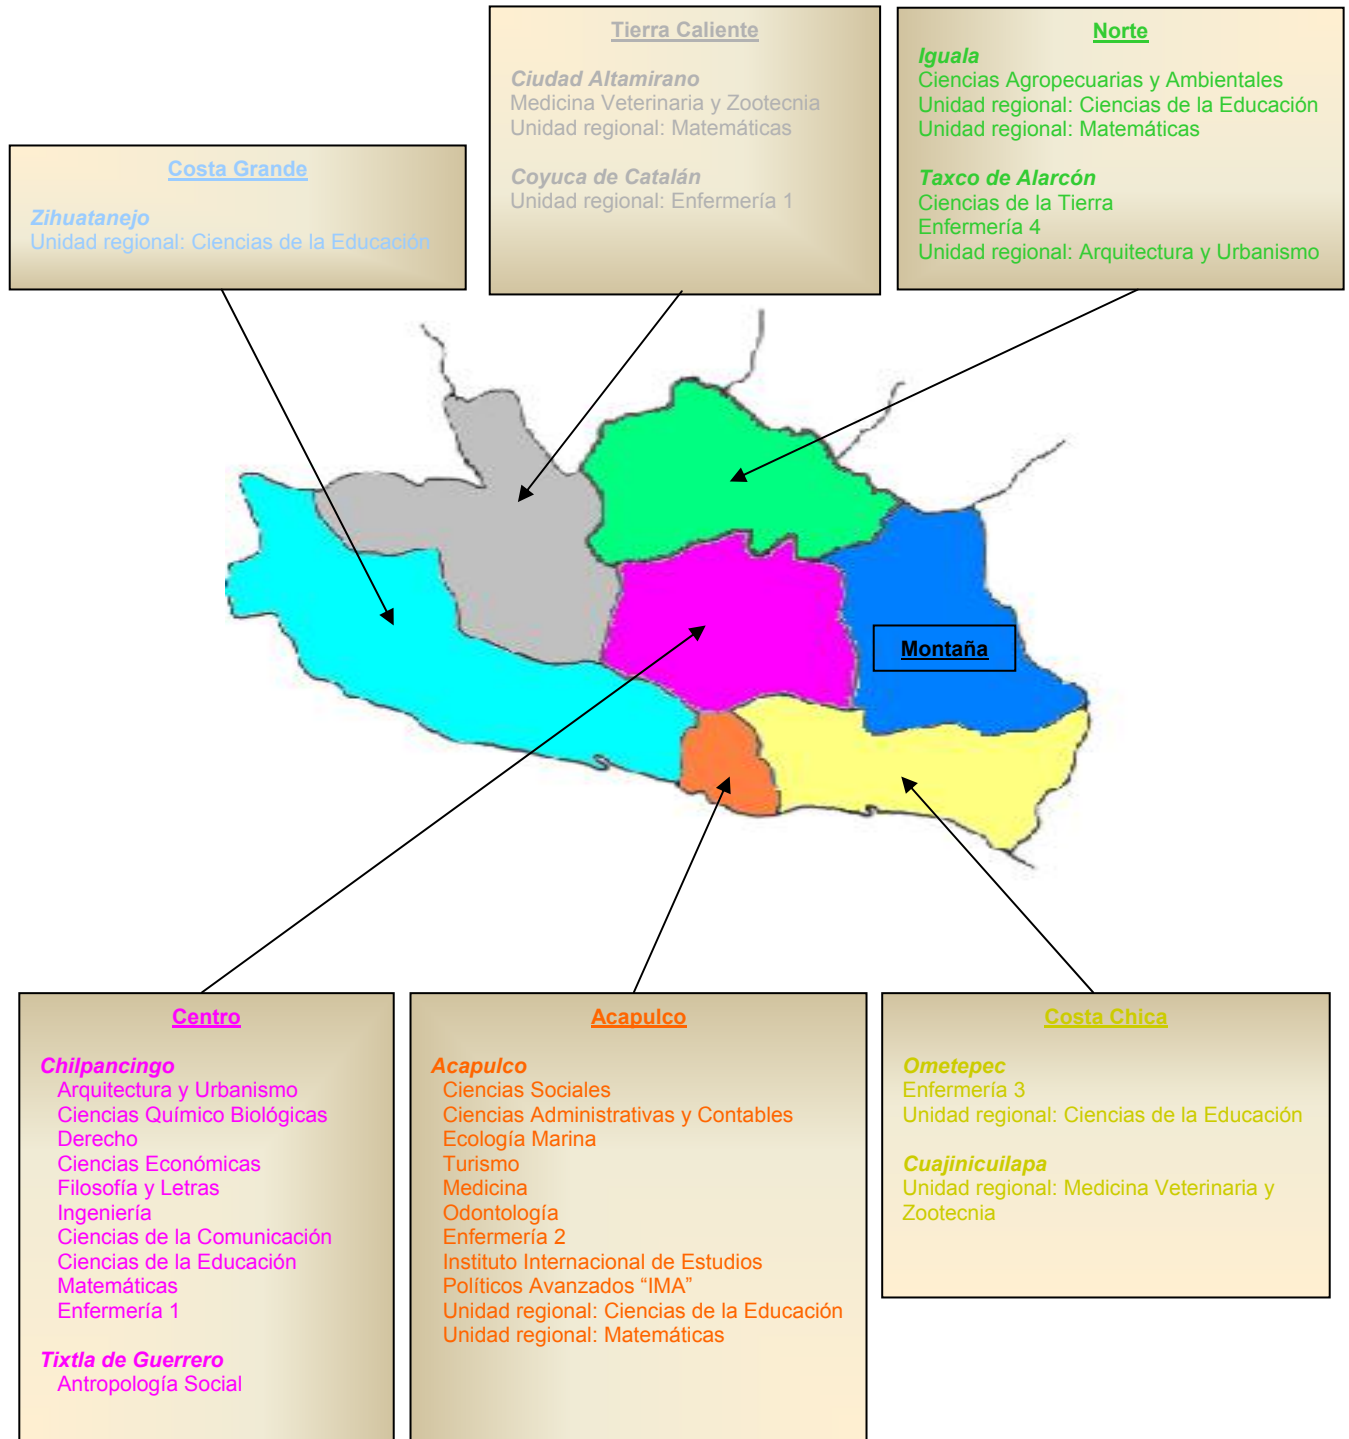 Tierra Caliente
Ciudad Altamirano
Medicina Veterinaria y Zootecnia
Unidad regional: Matemáticas
Coyuca de Catalán
Unidad regional: Enfermería 1
Norte
Iguala
Ciencias Agropecuarias y Ambientales
Unidad regional: Ciencias de la Educación
Unidad regional: Matemáticas
Taxco de Alarcón
Ciencias de la Tierra
Enfermería 4
Unidad regional: Arquitectura y Urbanismo
Costa Grande
Zihuatanejo
Unidad regional: Ciencias de la Educación
Montaña
Centro
Chilpancingo
Arquitectura y Urbanismo
Ciencias Químico Biológicas
Derecho
Ciencias Económicas
Filosofía y Letras
Ingeniería
Ciencias de la Comunicación
Ciencias de la Educación
Matemáticas
Enfermería 1
Tixtla de Guerrero
Antropología Social
Acapulco
Acapulco
Ciencias Sociales
Ciencias Administrativas y Contables
Ecología Marina
Turismo
Medicina
Odontología
Enfermería 2
Instituto Internacional de Estudios
Políticos Avanzados “IMA”
Unidad regional: Ciencias de la Educación
Unidad regional: Matemáticas
Costa Chica
Ometepec
Enfermería 3
Unidad regional: Ciencias de la Educación
Cuajinicuilapa
Unidad regional: Medicina Veterinaria y
Zootecnia